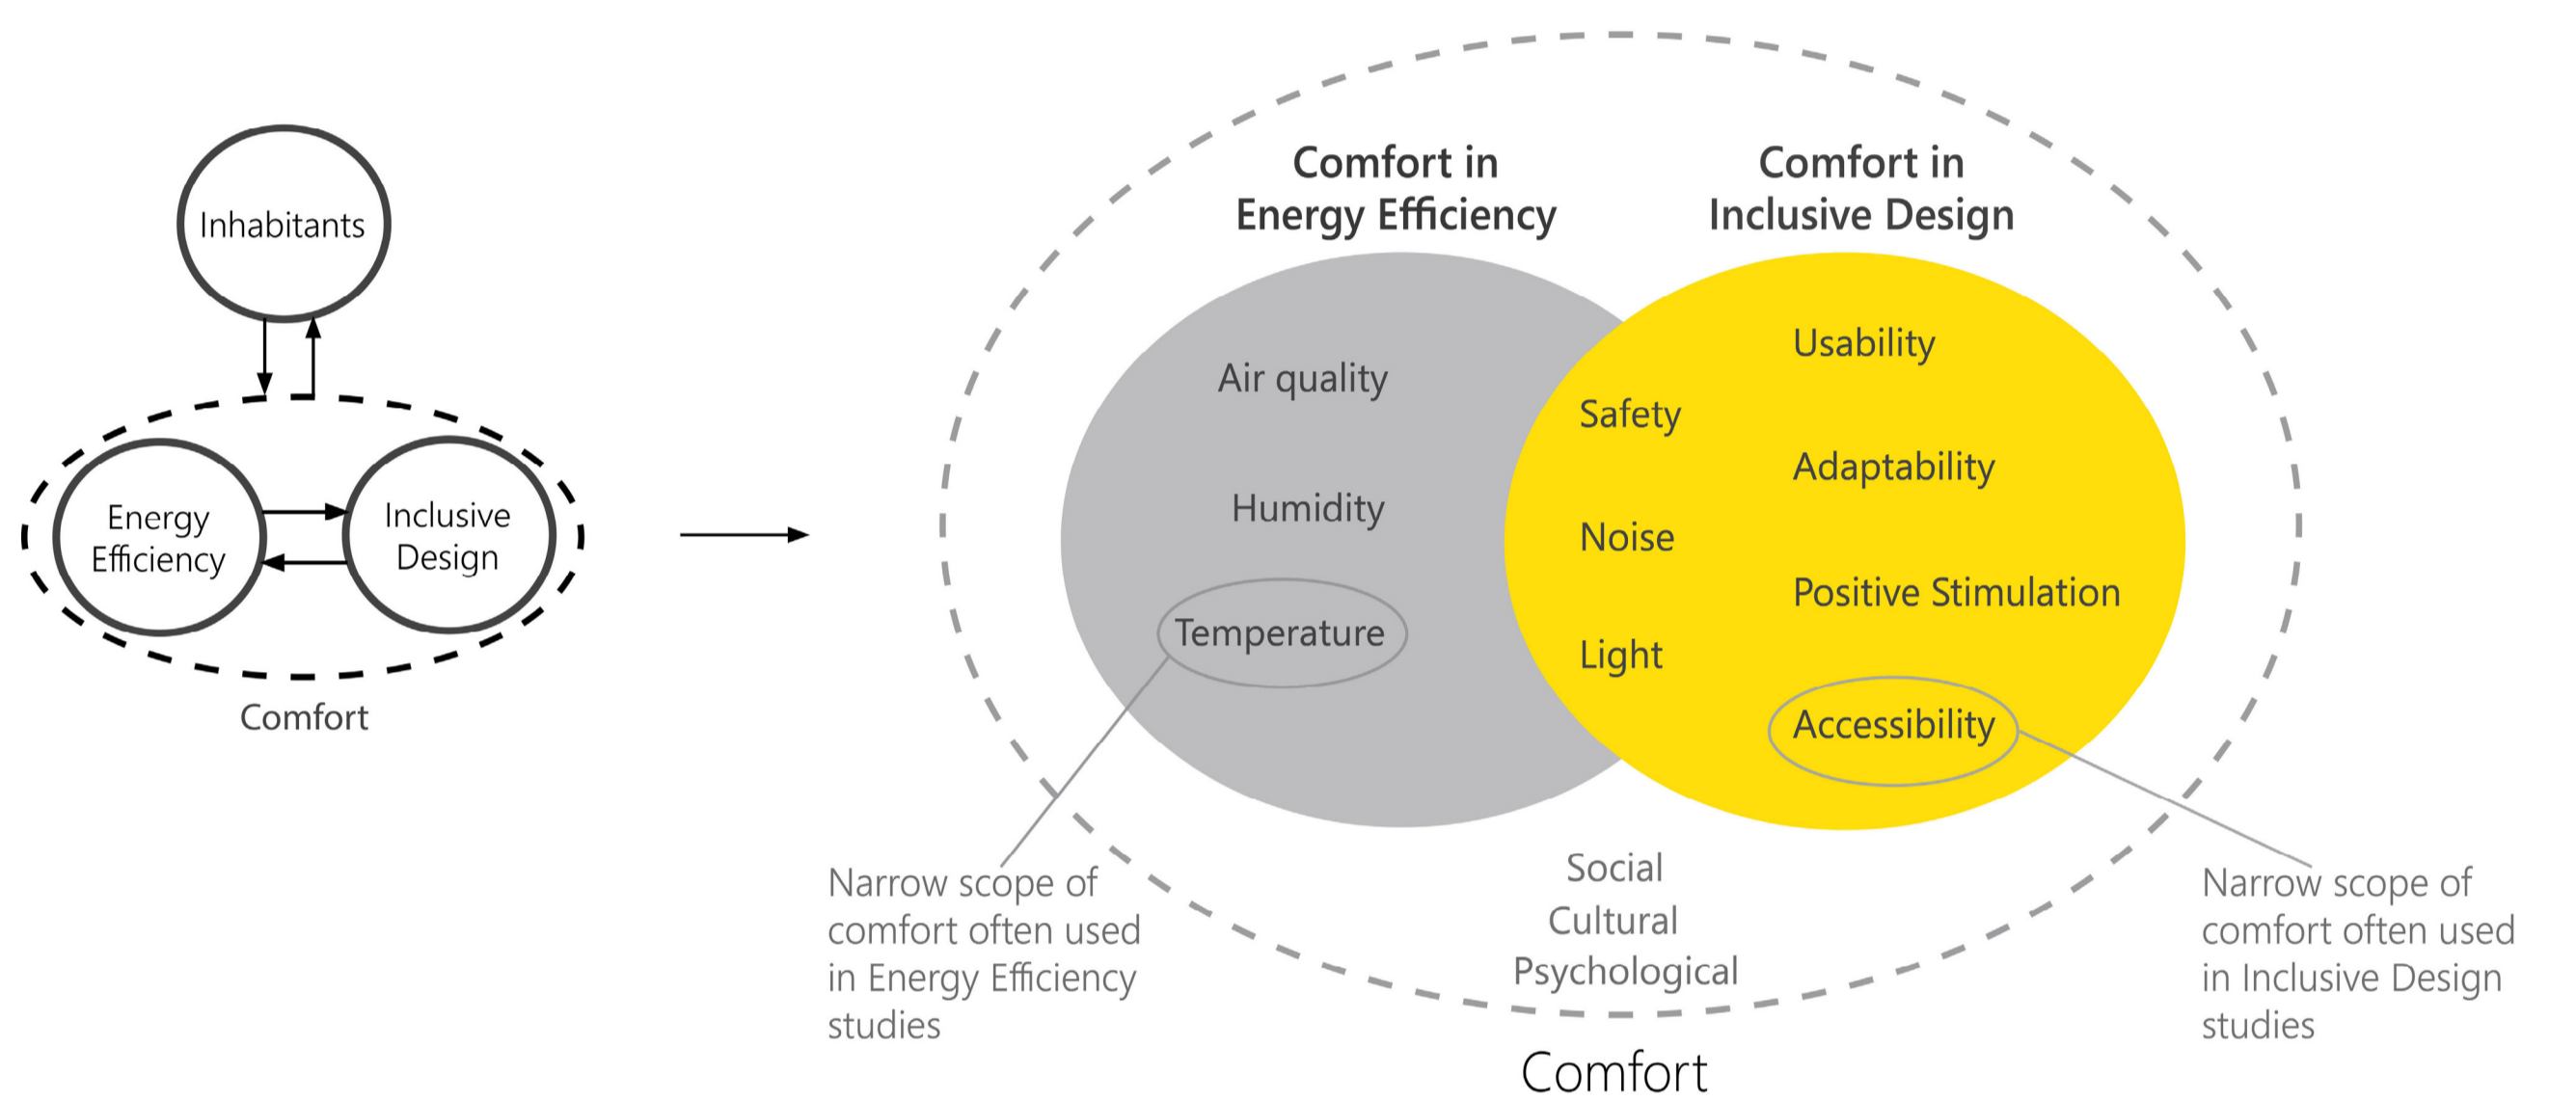 Inhabitants
Energy
Efficiency
Inclusive
Design
Comfort
Comfort in
Energy Efficiency
Comfort in
Inclusive Design
Air quality
Humidity
Temperature
Safety
Noise
Light
Usability
Adaptability
Positive Stimulation
Accessibility
Social
Cultural
Psychological
Narrow scope of
comfort often used
in Energy Efficiency
studies
Narrow scope of
comfort often used
in Inclusive Design
studies
Comfort